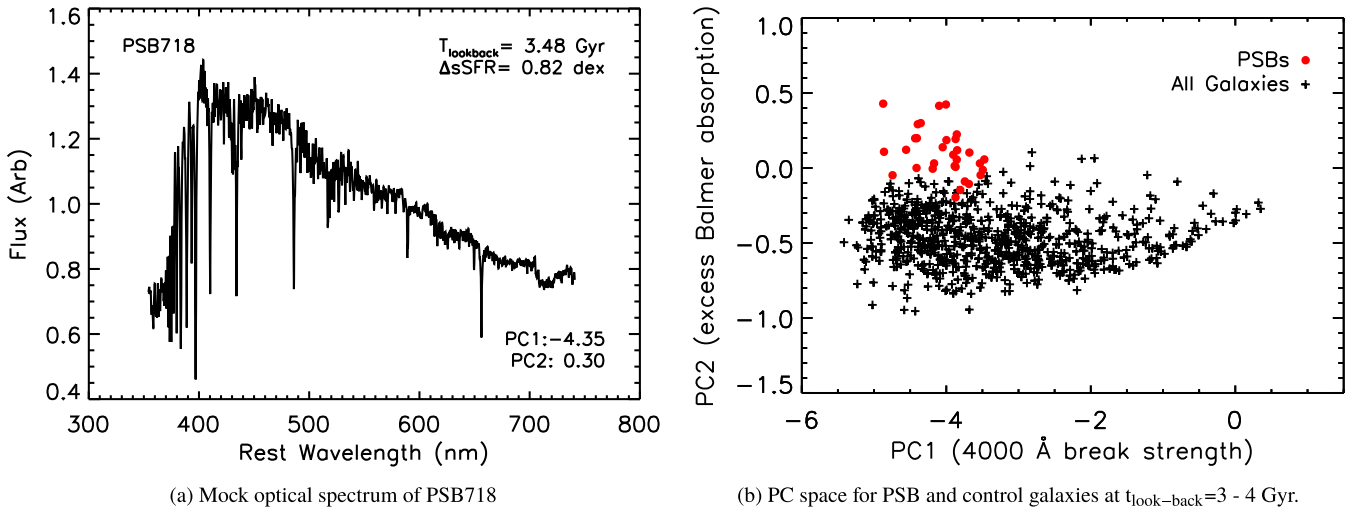 PSB718
T_lookback= 3.48 Gyr
ΔsSFR= 0.82 dex
PC1:−4.35
PC2: 0.30
1.6
1.4
1.2
1.0
0.8
0.6
0.4
Flux (Arb)
300 400 500 600 700 800
Rest Wavelength (nm)
(a) Mock optical spectrum of PSB718
PSBs
All Galaxies
1.0
0.5
0.0
−0.5
−1.0
−1.5
PC2 (excess Balmer absorption)
−6 −4 −2 0
PC1 (4000 Å break strength)
(b) PC space for PSB and control galaxies at t_look−back=3 - 4 Gyr.